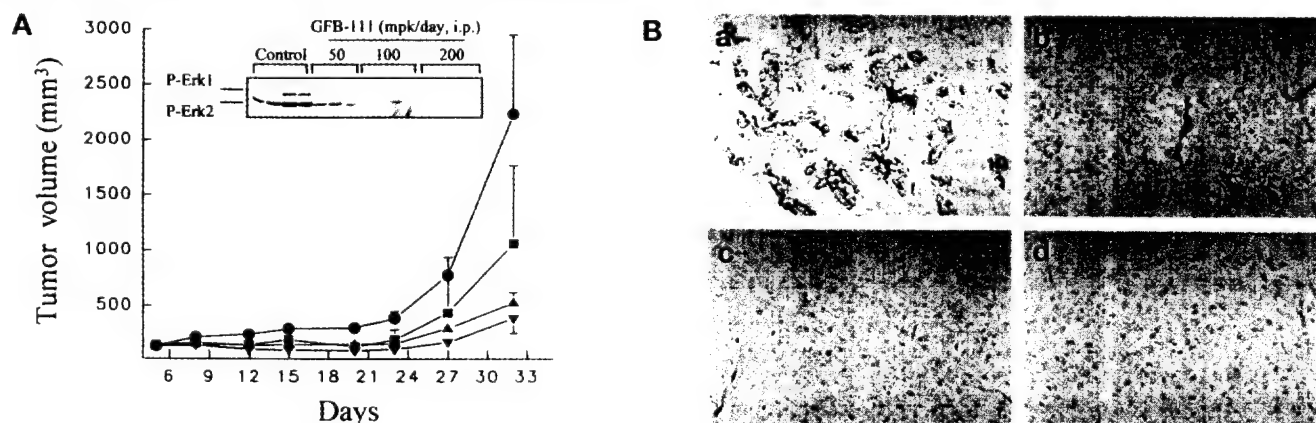 A
GFB-111 (mpk/day, i.p.)
Control 50 100 200
P-Erk1
P-Erk2
Tumor volume (mm³)
3000
2500
2000
1500
1000
500
6 9 12 15 18 21 24 27 30 33
Days
B
a
b
c
d